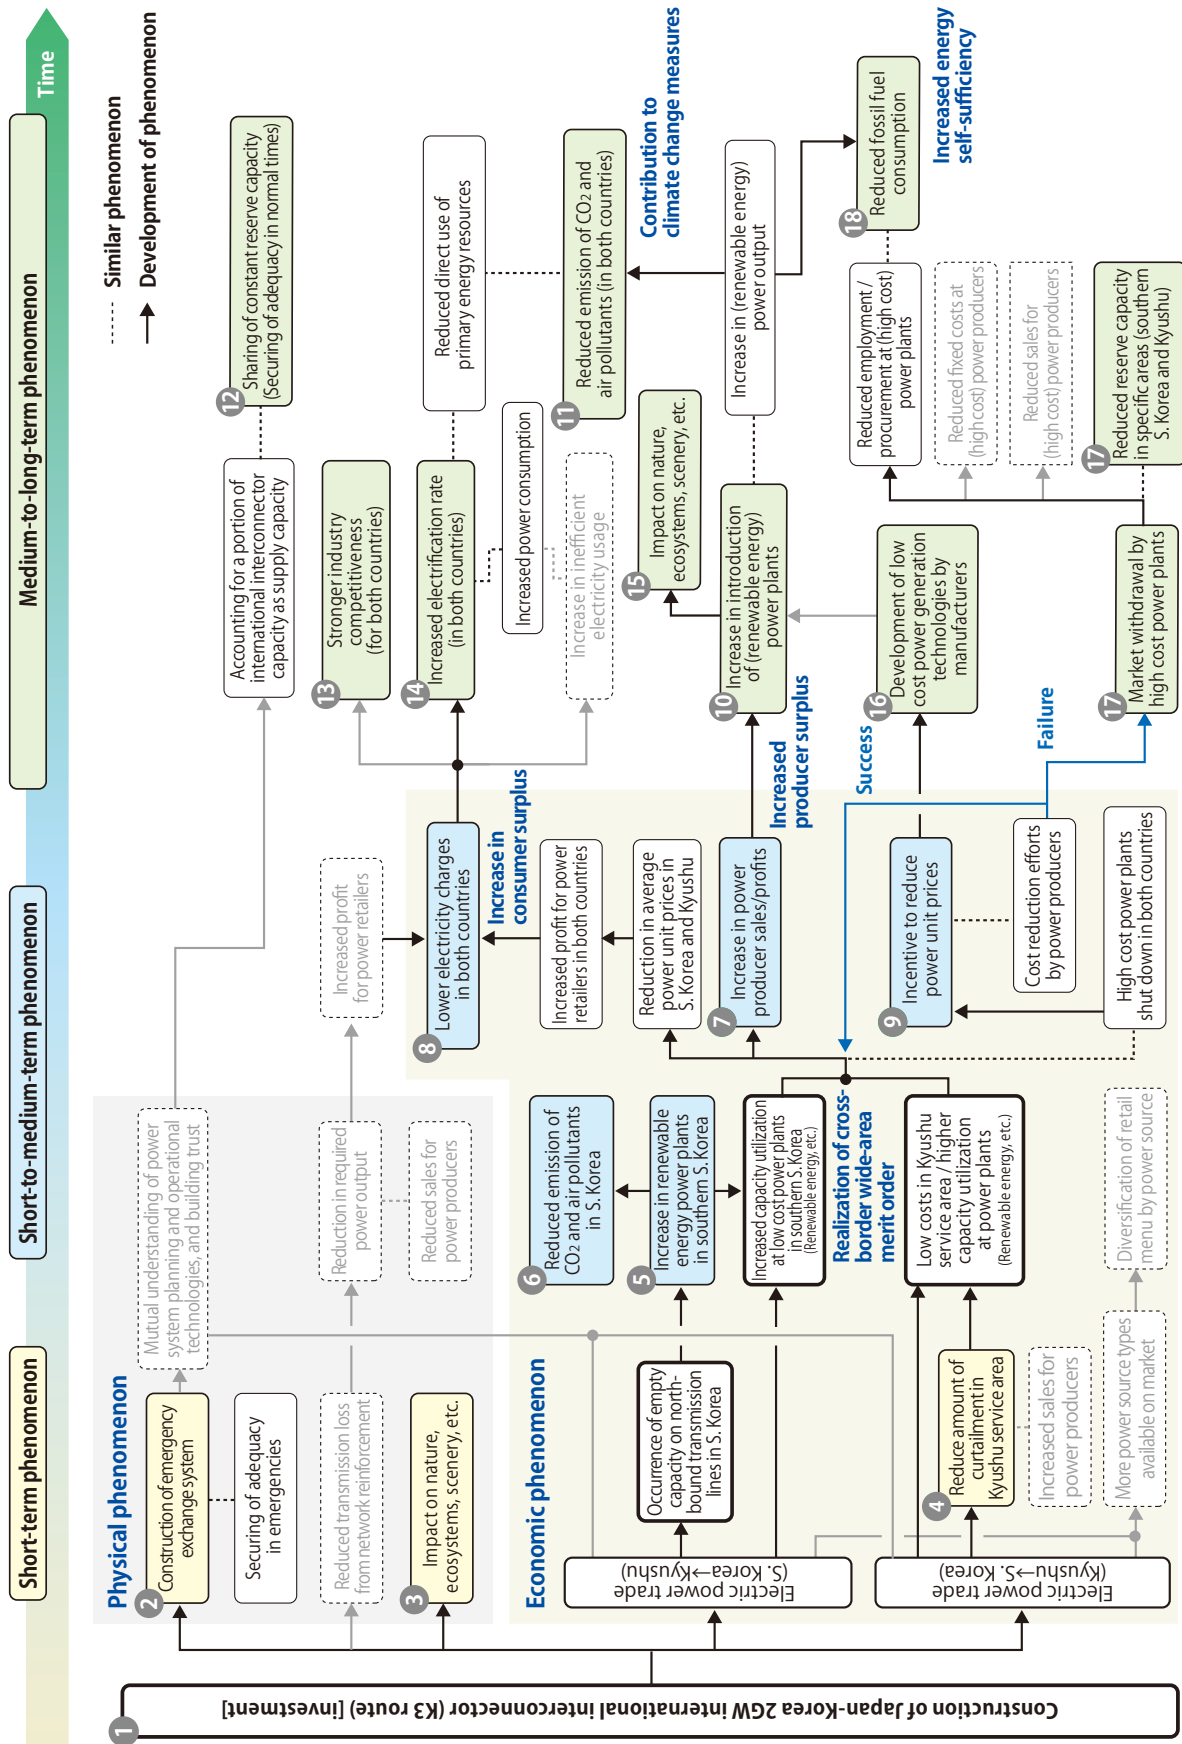 Short-term phenomenon
Short-to-medium-term phenomenon
Medium-to-long-term phenomenon
Time
Similar phenomenon
Development of phenomenon
1
Construction of Japan-Korea 2GW international interconnector (K3 route) [investment]
Physical phenomenon
2
Construction of emergency
exchange system
Securing of adequacy
in emergencies
Reduced transmission loss
from network reinforcement
3
Impact on nature,
ecosystems, scenery, etc.
Mutual understanding of power
system planning and operational
technologies, and building trust
Reduction in required
power output
Reduced sales for
power producers
Increased profit
for power retailers
Accounting for a portion of
international interconnector
capacity as supply capacity
12
Sharing of constant reserve capacity
(Securing of adequacy in normal times)
13
Stronger industry
competitiveness
(for both countries)
14
Increased electrification rate
(in both countries)
Reduced direct use of
primary energy resources
Increased power consumption
Increase in inefficient
electricity usage
Economic phenomenon
Electric power trade
(S. Korea→Kyushu)
Electric power trade
(Kyushu→S. Korea)
Occurrence of empty
capacity on north-
bound transmission
lines in S. Korea
4
Reduce amount of
curtailment in
Kyushu service area
Increased sales for
power producers
More power source types
available on market
Diversification of retail
menu by power source
6
Reduced emission of
CO2 and air pollutants
in S. Korea
5
Increase in renewable
energy power plants
in southern S. Korea
Increased capacity utilization
at low cost power plants
in southern S. Korea
(Renewable energy, etc.)
Realization of cross-
border wide-area
merit order
Low costs in Kyushu
service area / higher
capacity utilization
at power plants
(Renewable energy, etc.)
8
Lower electricity charges
in both countries
Increase in
consumer surplus
Increased profit for power
retailers in both countries
Reduction in average
power unit prices in
S. Korea and Kyushu
7
Increase in power
producer sales/profits
Increased
producer surplus
9
Incentive to reduce
power unit prices
Cost reduction efforts
by power producers
High cost power plants
shut down in both countries
Success
Failure
11
Reduced emission of CO2 and
air pollutants (in both countries)
Contribution to
climate change measures
15
Impact on nature,
ecosystems, scenery, etc.
10
Increase in introduction
of (renewable energy)
power plants
Increase in (renewable energy)
power output
16
Development of low
cost power generation
technologies by
manufacturers
17
Market withdrawal by
high cost power plants
18
Reduced fossil fuel
consumption
Increased energy
self-sufficiency
Reduced employment /
procurement at (high cost)
power plants
Reduced fixed costs at
(high cost) power producers
Reduced sales for
(high cost) power producers
17
Reduced reserve capacity
in specific areas (southern
S. Korea and Kyushu)